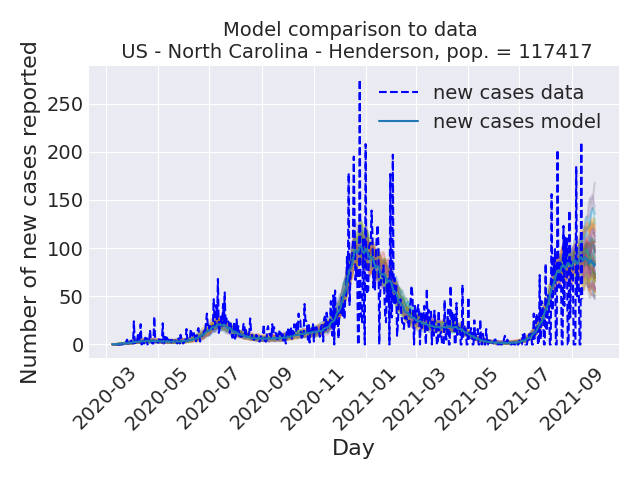 Model comparison to data
US - North Carolina - Henderson, pop. = 117417
Number of new cases reported
250
200
150
100
50
0
new cases data
new cases model
2020-03
2020-05
2020-07
2020-09
2020-11
2021-01
2021-03
2021-05
2021-07
2021-09
Day